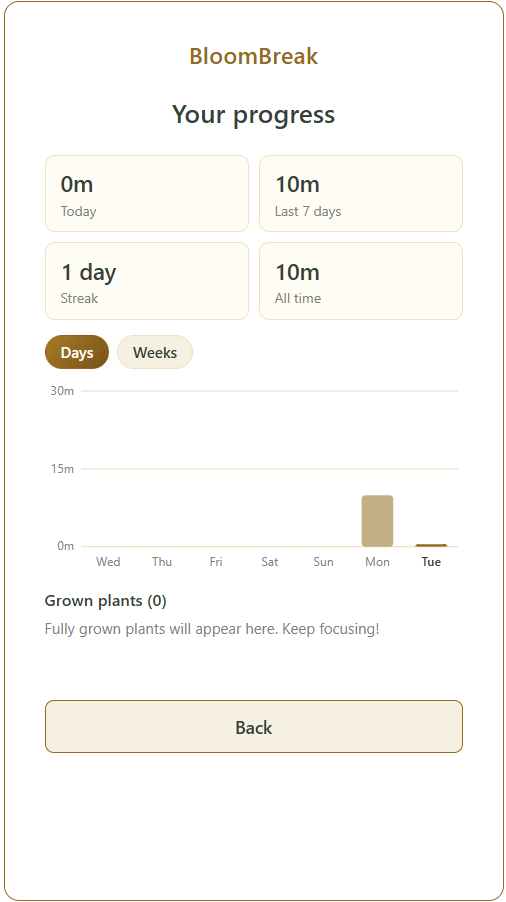 BloomBreak
Your progress
0m
Today
10m
Last 7 days
1 day
Streak
10m
All time
Days
Weeks
30m
15m
0m
Wed Thu Fri Sat Sun Mon Tue
Grown plants (0)
Fully grown plants will appear here. Keep focusing!
Back